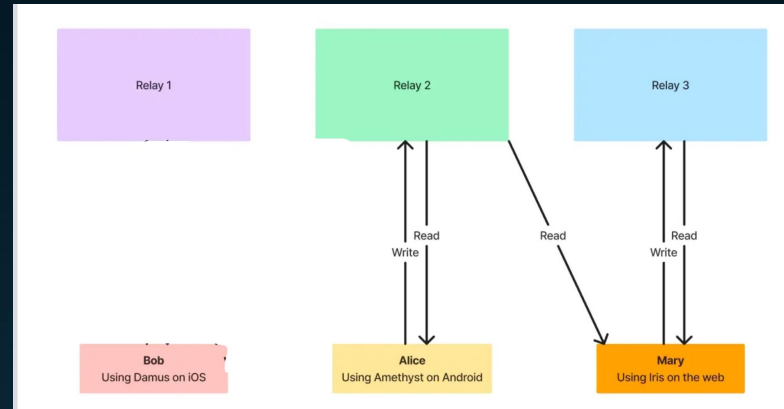 Relay 1
Relay 2
Relay 3
Read
Read
Read
Write
Write
Bob
Using Damus on iOS
Alice
Using Amethyst on Android
Mary
Using Iris on the web